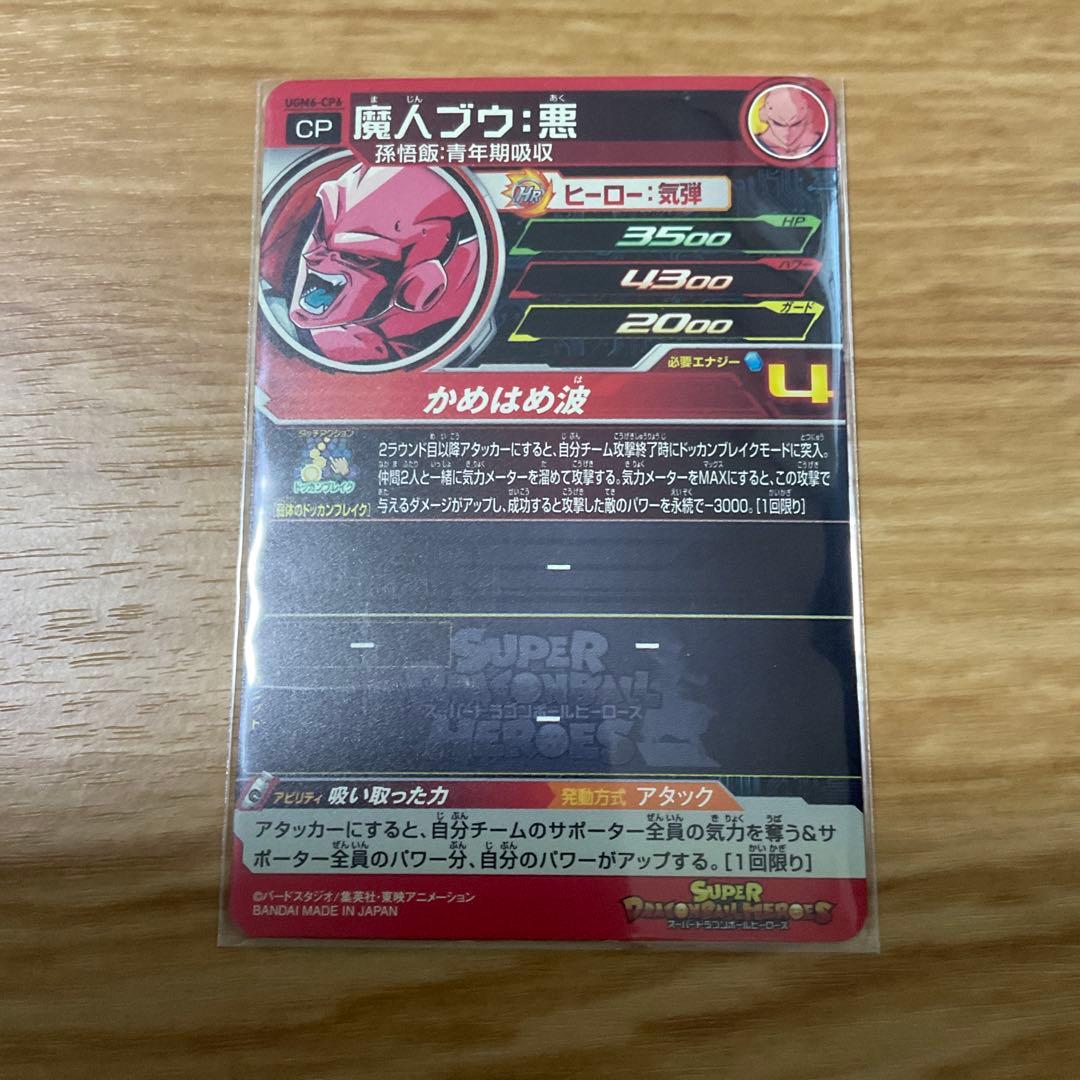 UGM6-CP6
CP
魔人ブウ:悪
まじん
あく
孫悟飯:青年期吸収
HR
ヒーロー:気弾
HP
3500
パワー
4300
ガード
2000
必要エナジー
4
かめはめ波
は
タッチアクション
ドッカンブレイク
2ラウンド目以降アタッカーにすると、自分チーム攻撃終了時にドッカンブレイクモードに突入。
仲間2人と一緒に気力メーターを溜めて攻撃する。気力メーターをMAXにすると、この攻撃で
与えるダメージがアップし、成功すると攻撃した敵のパワーを永続で−3000。[1回限り]
SUPER
DRAGONBALL
スーパードラゴンボールヒーローズ
HEROES
アビリティ 吸い取った力
発動方式 アタック
アタッカーにすると、自分チームのサポーター全員の気力を奪う&サ
ポーター全員のパワー分、自分のパワーがアップする。[1回限り]
©バードスタジオ/集英社・東映アニメーション
BANDAI MADE IN JAPAN
SUPER
DRAGONBALL HEROES
スーパードラゴンボールヒーローズ